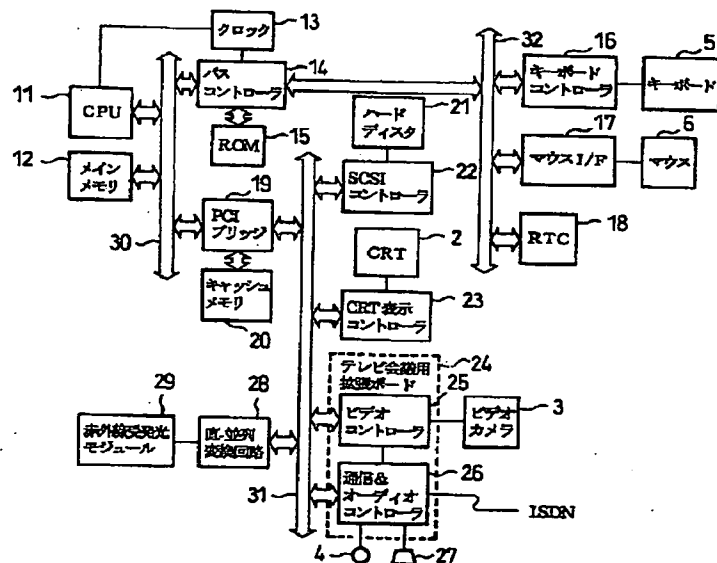 13
クロック
14
バス
コントローラ
11
CPU
12
メイン
メモリ
ROM
15
19
PCI
ブリッジ
30
キャッシュ
メモリ
20
32
16
キーボード
コントローラ
5
キーボード
17
マウスI/F
6
マウス
18
RTC
21
ハード
ディスク
22
SCSI
コントローラ
2
CRT
23
CRT表示
コントローラ
24
テレビ会議用
拡張ボード
25
ビデオ
コントローラ
3
ビデオ
カメラ
26
通信&
オーディオ
コントローラ
ISDN
4
27
29
赤外線受発光
モジュール
28
直-並列
変換回路
31